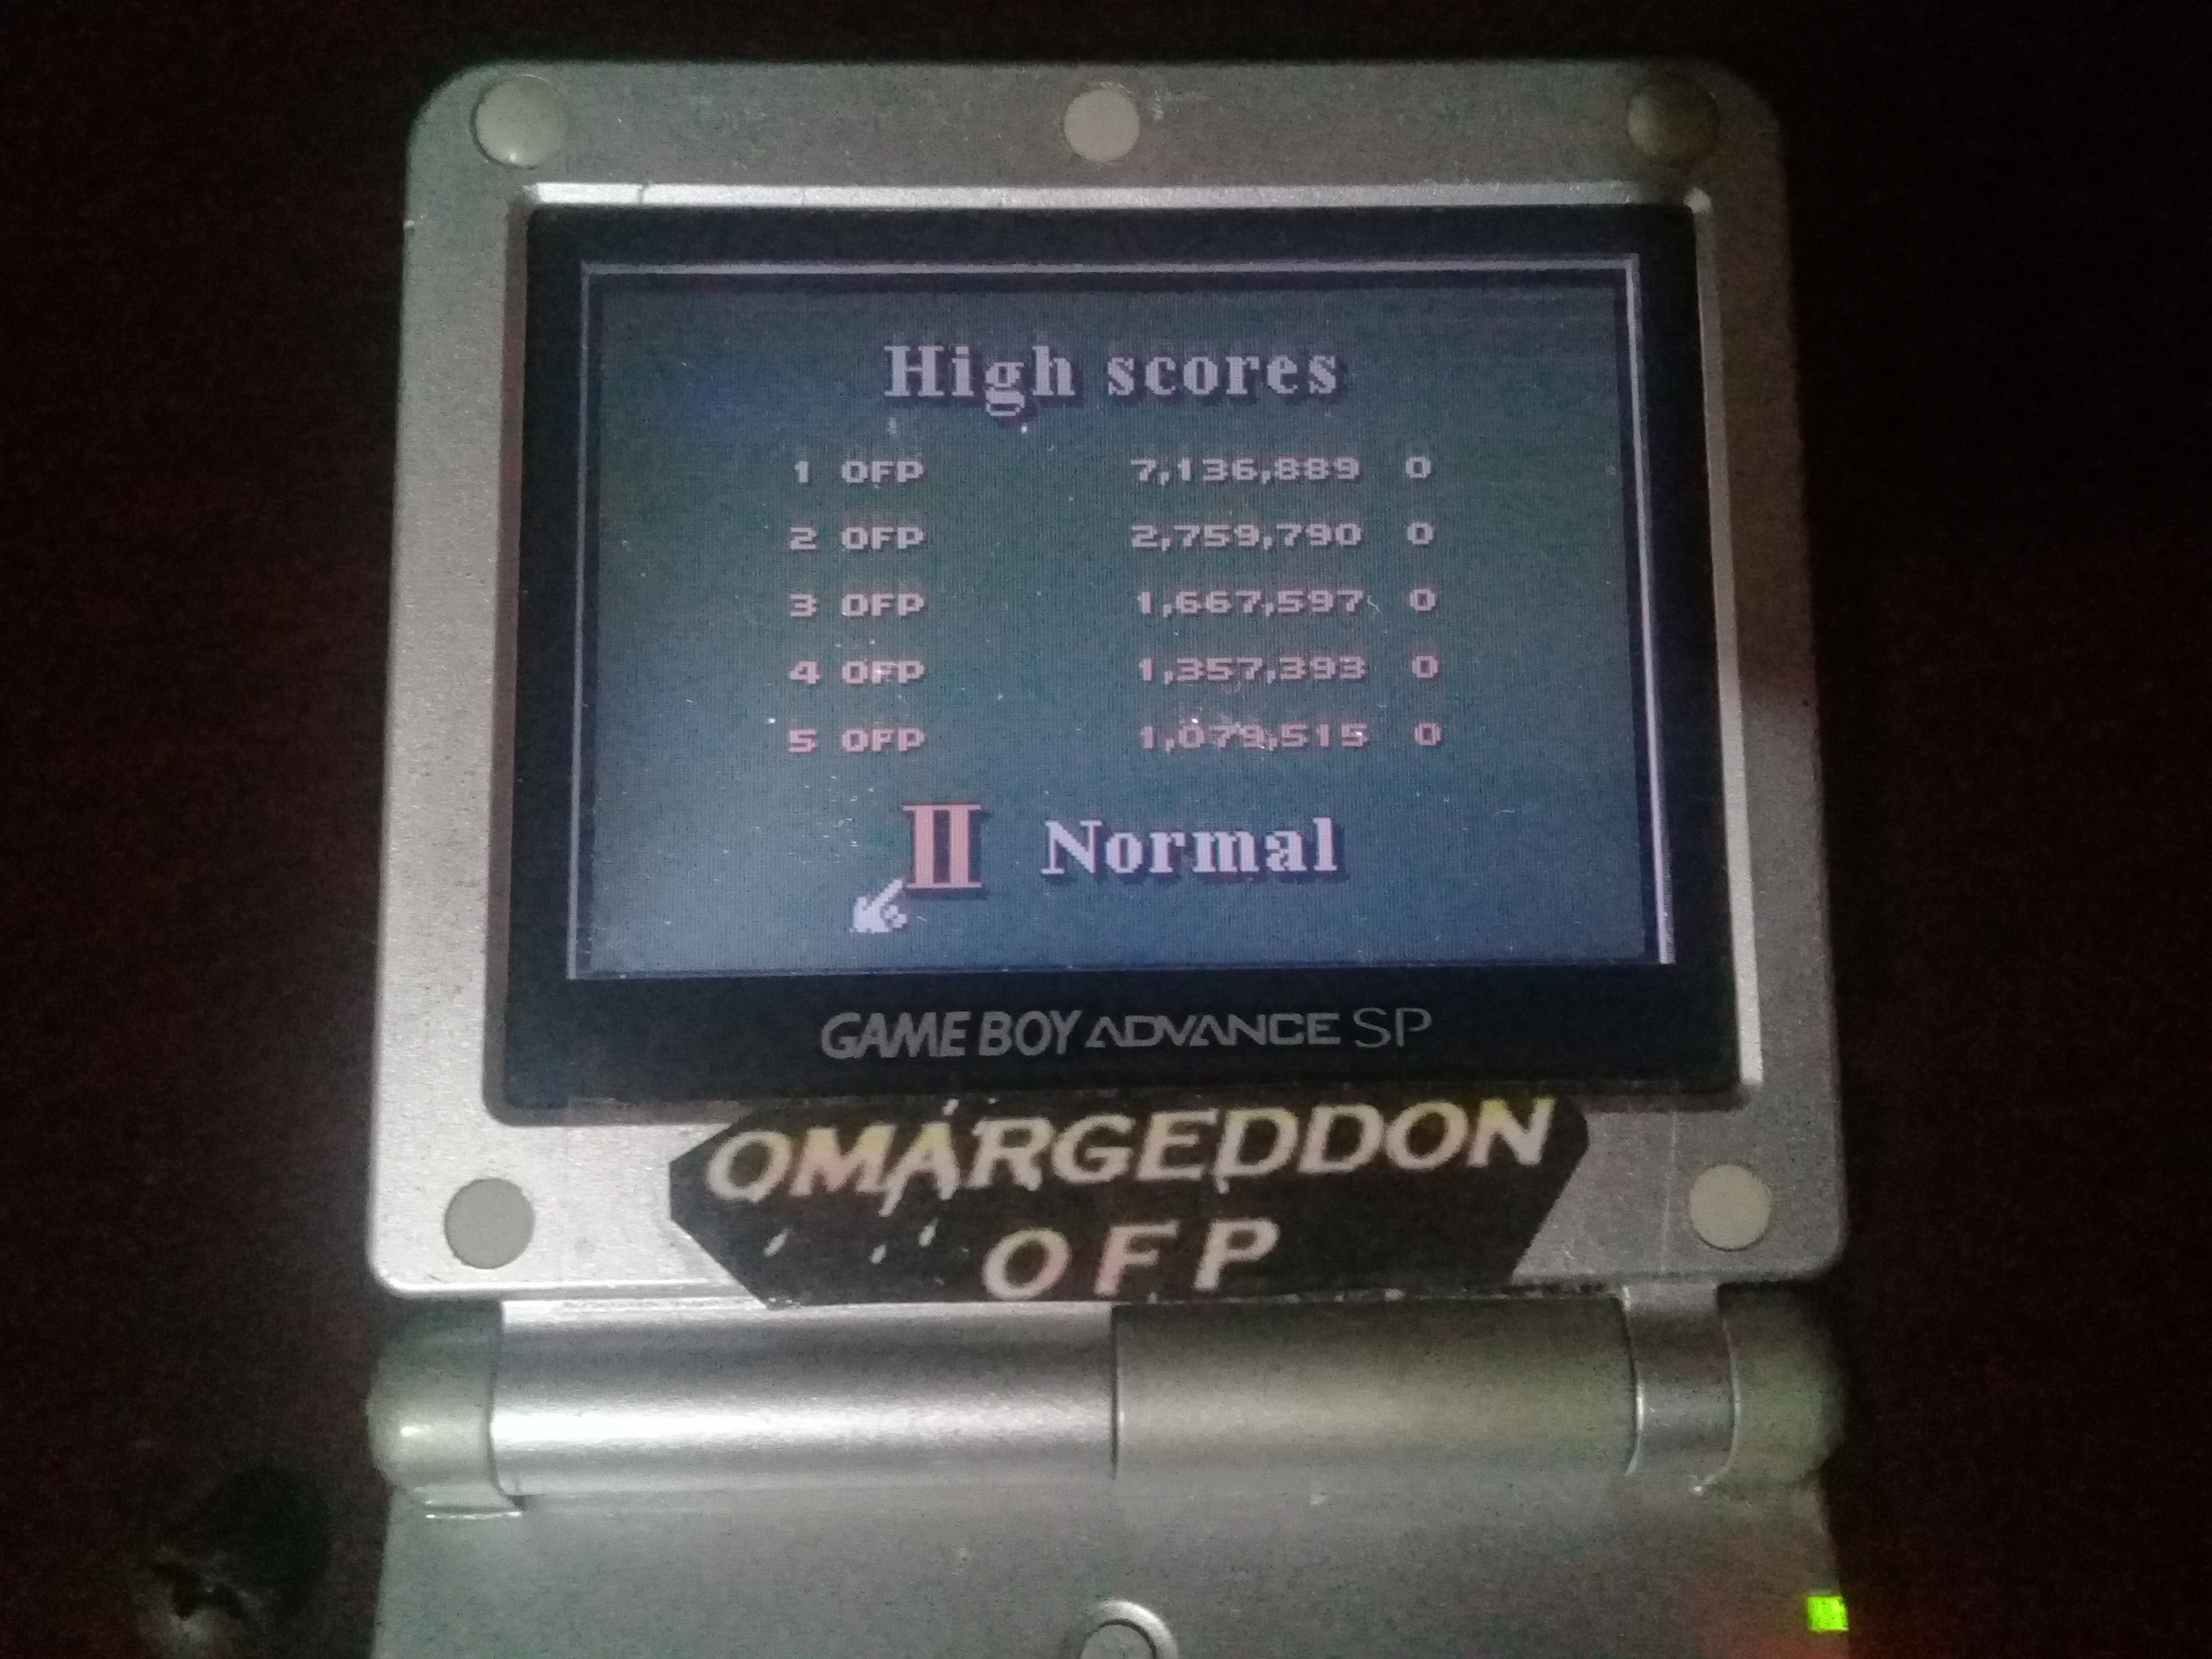 High scores
1 OFP 7,136,889 0
2 OFP 2,759,790 0
3 OFP 1,667,597 0
4 OFP 1,357,393 0
5 OFP 1,079,515 0
II Normal
GAME BOY ADVANCE SP
OMARGEDDON
OFP